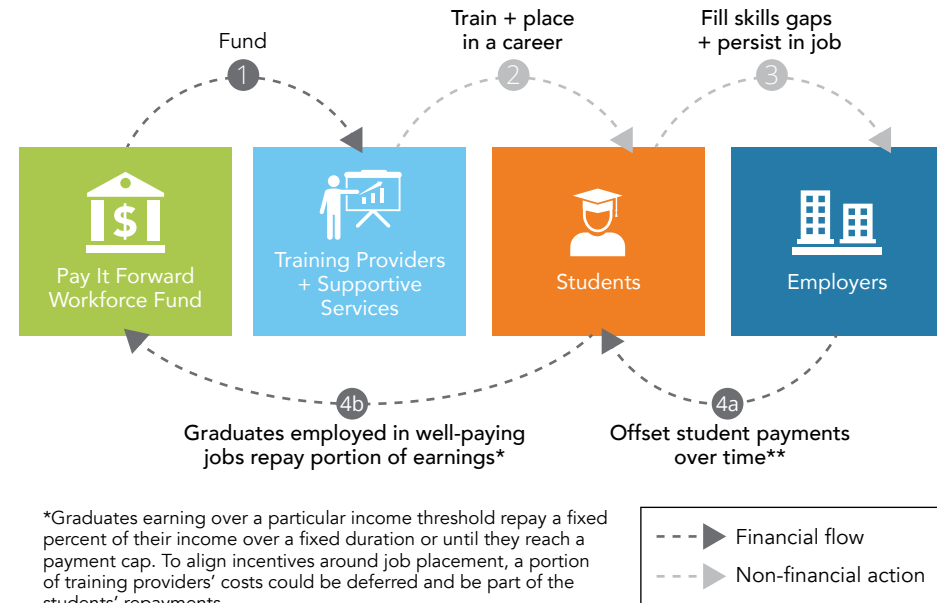 Fund
1
Train + place
in a career
2
Fill skills gaps
+ persist in job
3
$
Pay It Forward
Workforce Fund
Training Providers
+ Supportive
Services
Students
Employers
4b
Graduates employed in well-paying
jobs repay portion of earnings*
4a
Offset student payments
over time**
*Graduates earning over a particular income threshold repay a fixed
percent of their income over a fixed duration or until they reach a
payment cap. To align incentives around job placement, a portion
of training providers’ costs could be deferred and be part of the
students’ repayments
Financial flow
Non-financial action